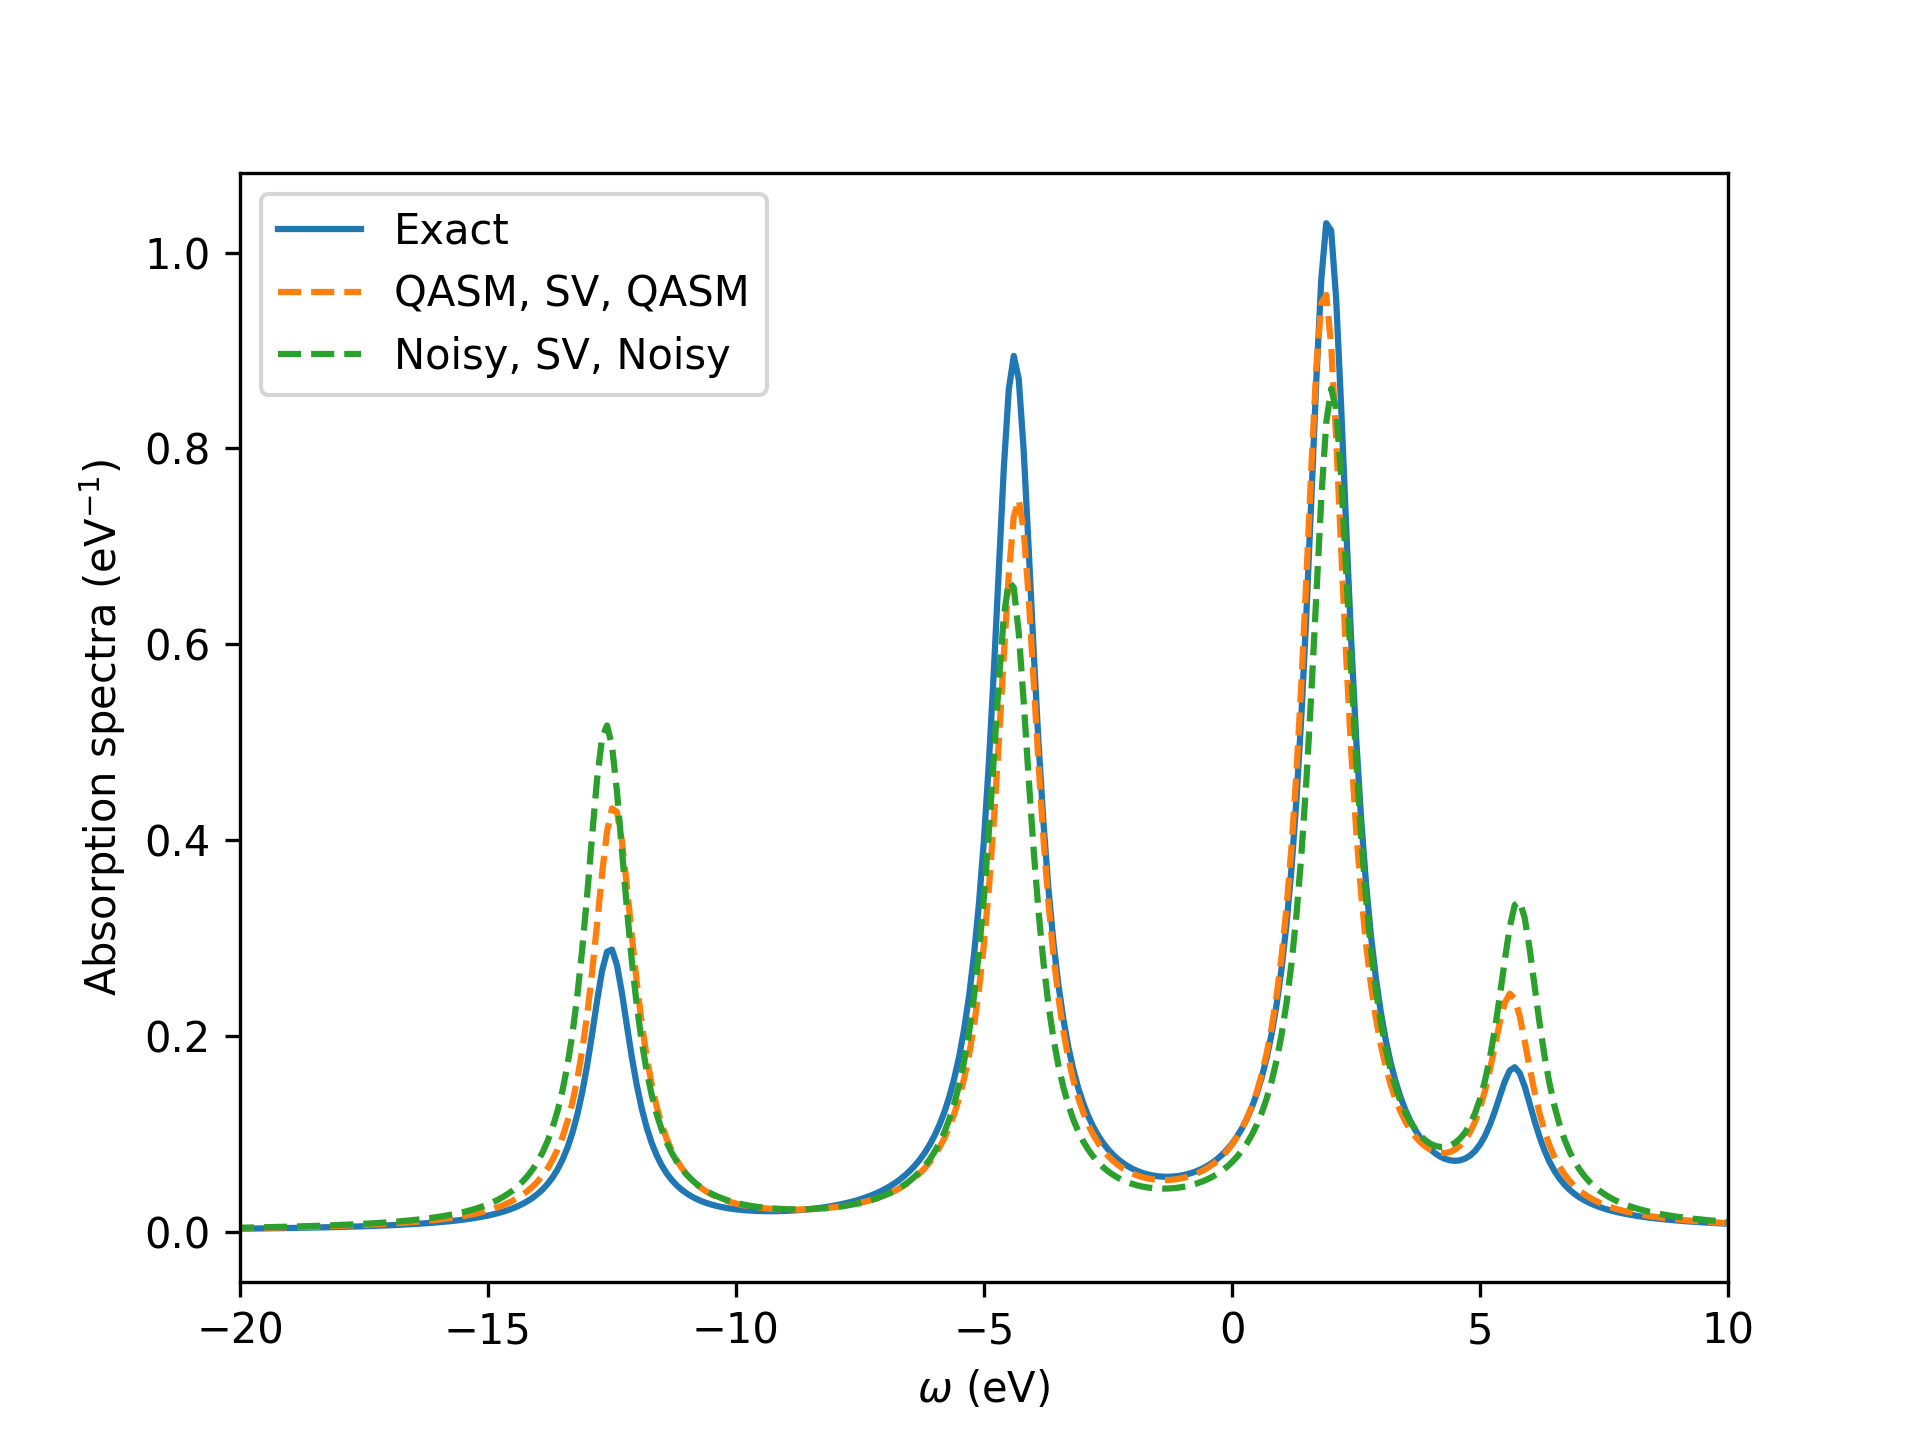 Exact
QASM, SV, QASM
Noisy, SV, Noisy
Absorption spectra (eV⁻¹)
1.0
0.8
0.6
0.4
0.2
0.0
−20 −15 −10 −5 0 5 10
ω (eV)